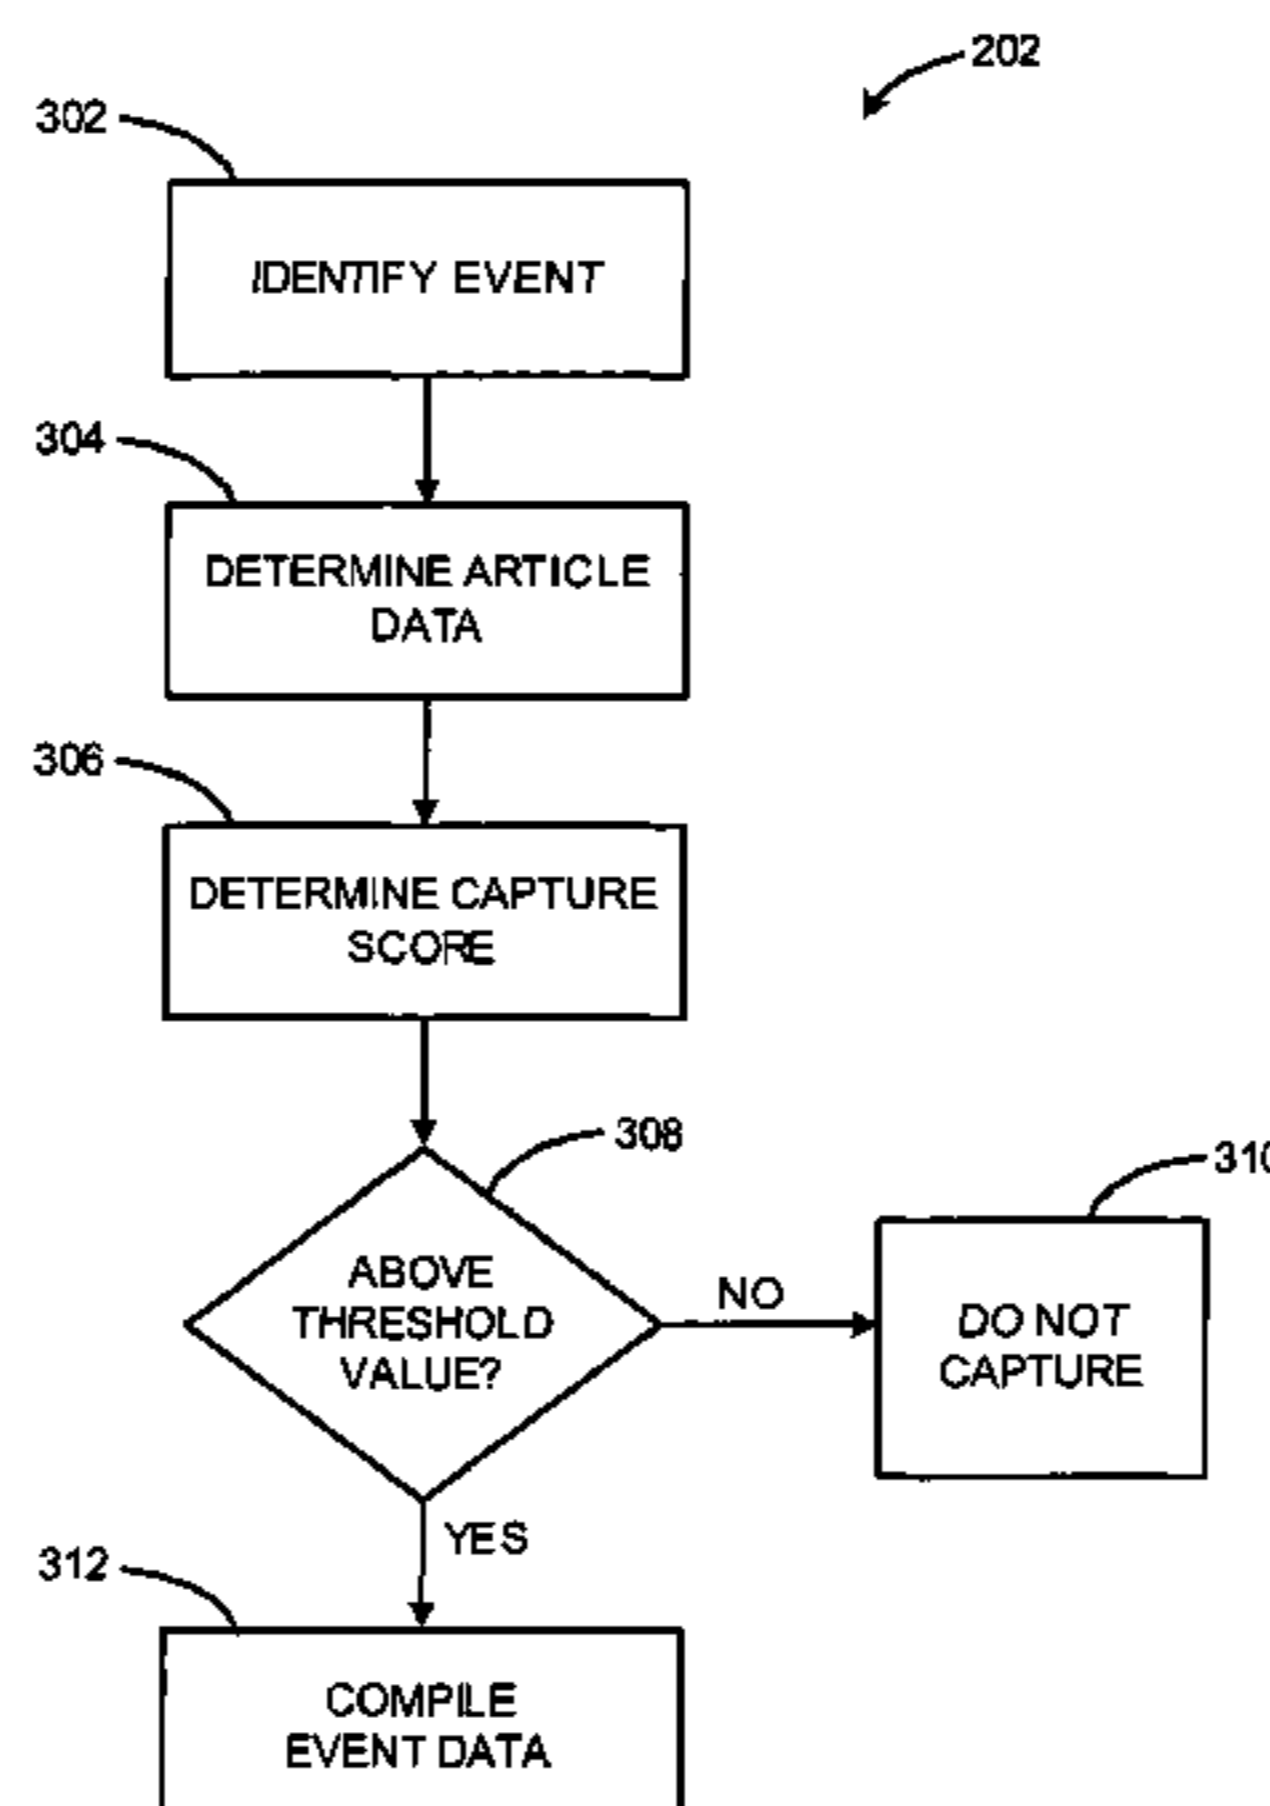 202
302
IDENTIFY EVENT
304
DETERMINE ARTICLE
DATA
306
DETERMINE CAPTURE
SCORE
308
ABOVE
THRESHOLD
VALUE?
NO
310
DO NOT
CAPTURE
YES
312
COMPILE
EVENT DATA